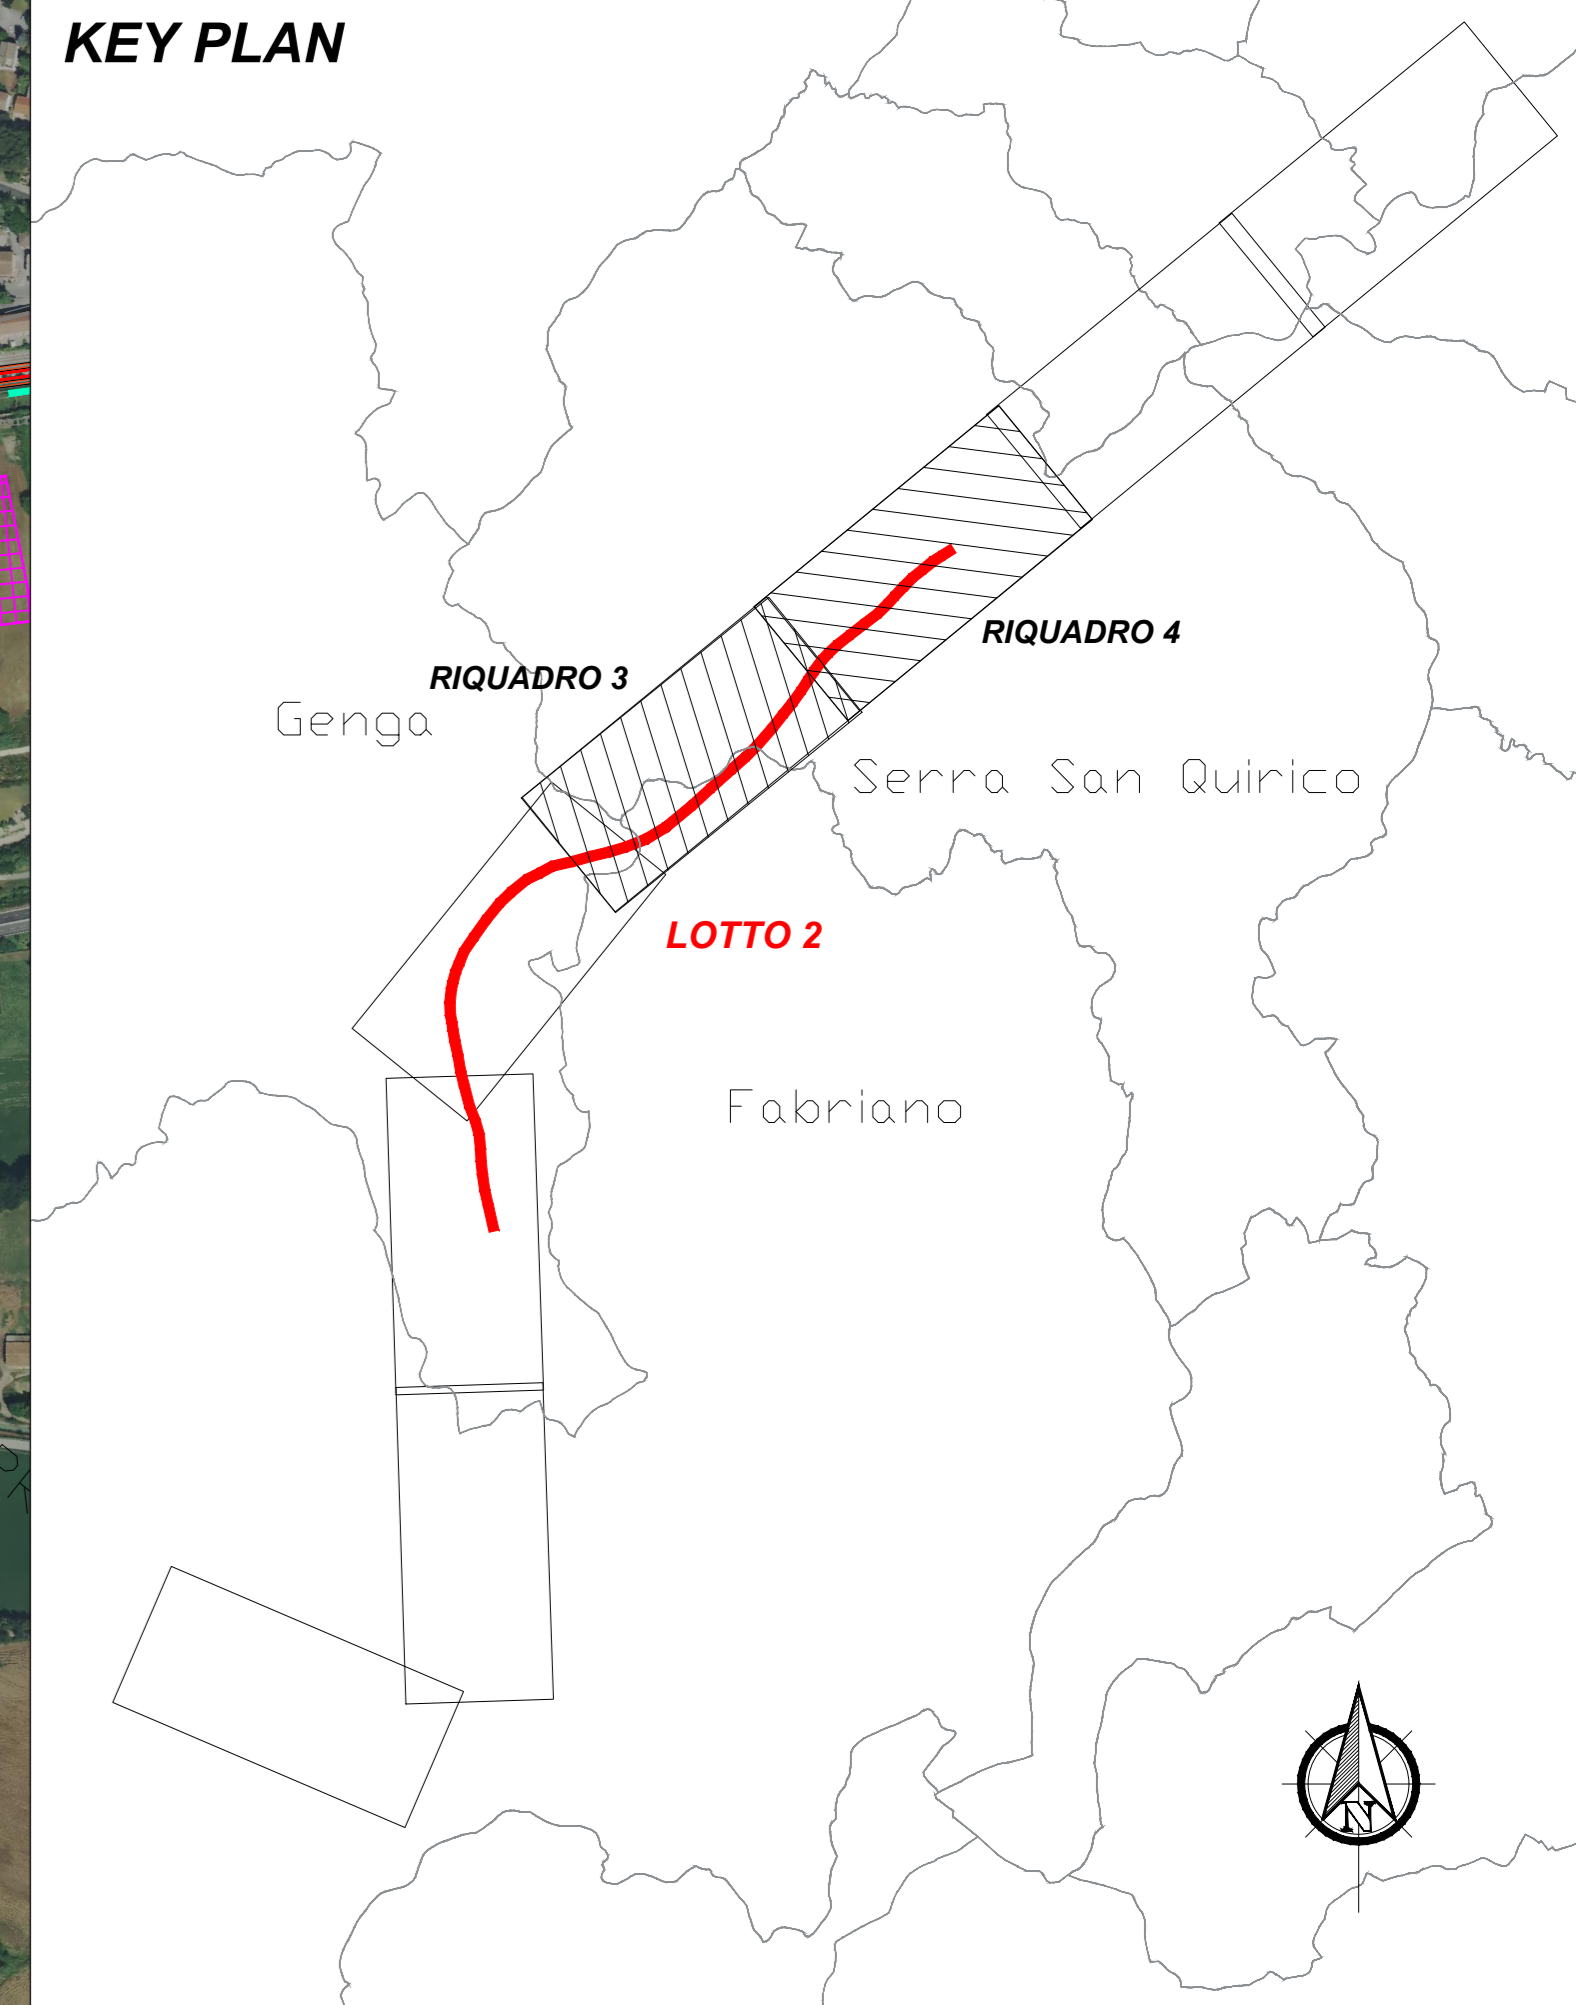 KEY PLAN
RIQUADRO 4
RIQUADRO 3
Genga
Serra San Quirico
LOTTO 2
Fabriano
N